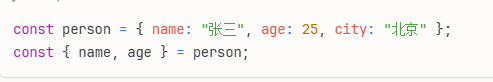 const person = { name: "张三", age: 25, city: "北京" };
const { name, age } = person;